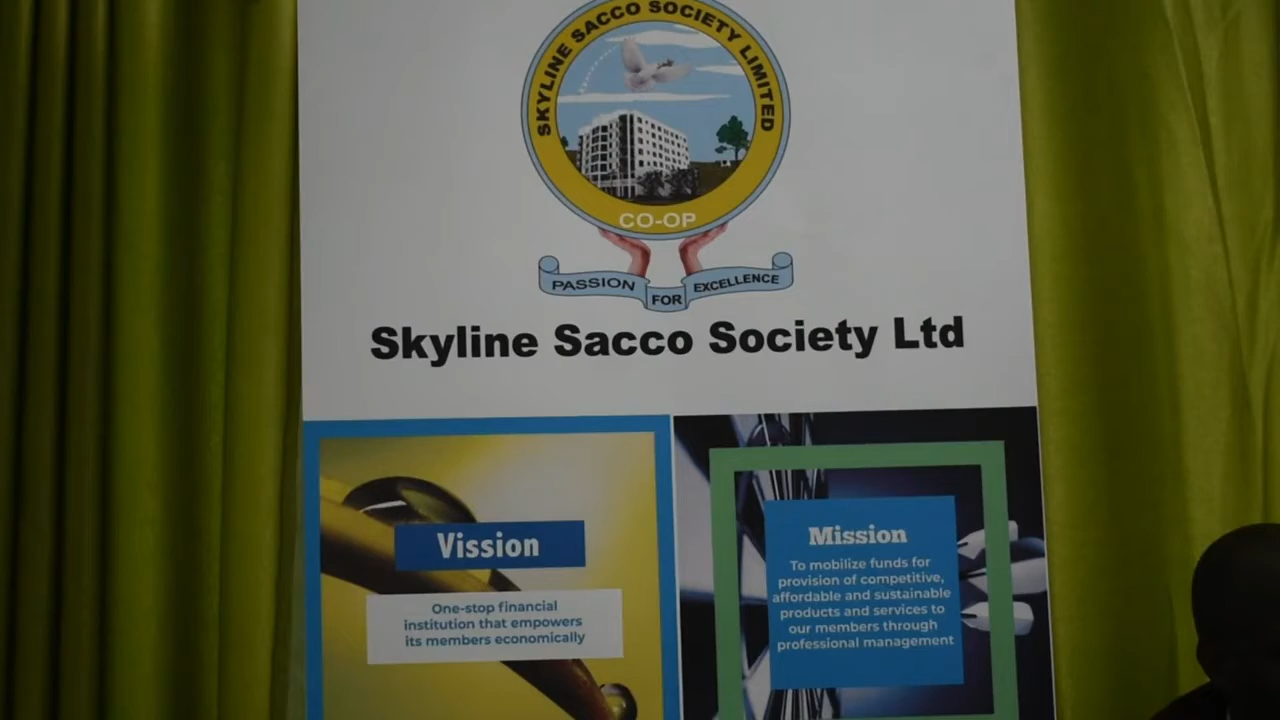 SKYLINE SACCO SOCIETY LIMITED
CO-OP
PASSION FOR EXCELLENCE
Skyline Sacco Society Ltd
Vission
One-stop financial
institution that empowers
its members economically
Mission
To mobilize funds for
provision of competitive,
affordable and sustainable
products and services to
our members through
professional management